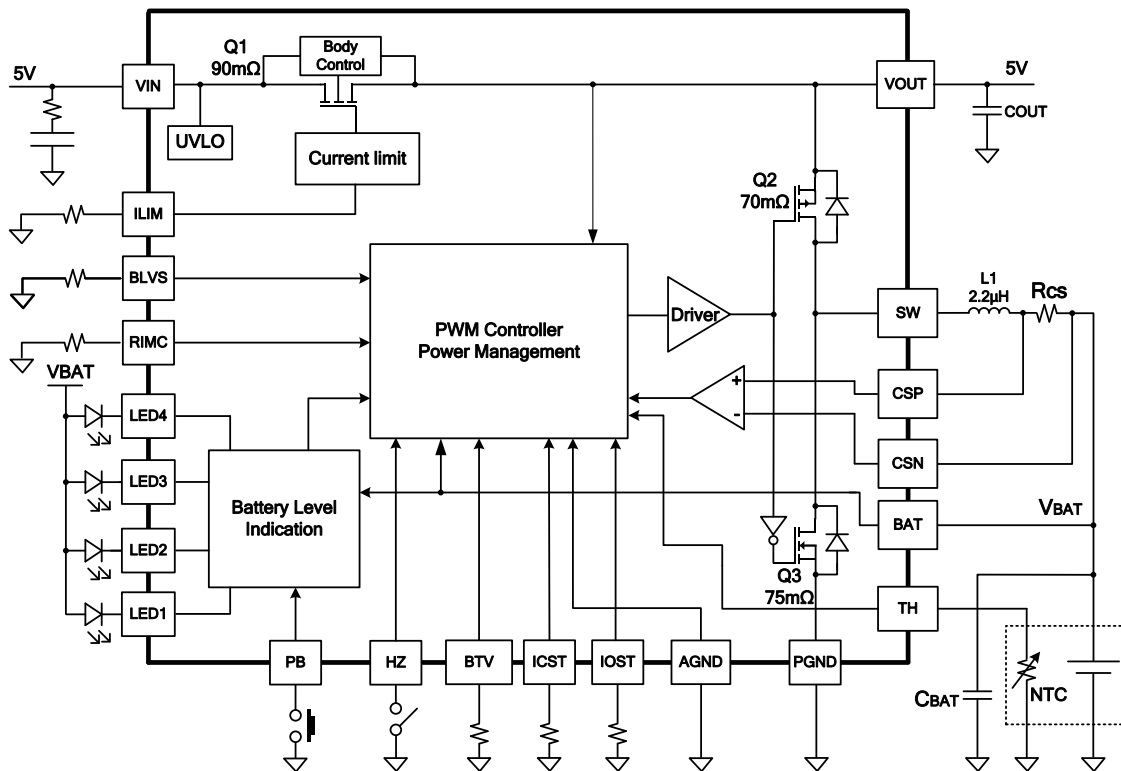 Q1
90mΩ
Body
Control
5V
VIN
VOUT
5V
UVLO
COUT
Current limit
Q2
70mΩ
ILIM
BLVS
PWM Controller
Power Management
Driver
SW
L1
2.2µH
Rcs
RIMC
VBAT
+
-
CSP
LED4
CSN
LED3
Battery Level
Indication
BAT
VBAT
LED2
Q3
75mΩ
LED1
TH
PB
HZ
BTV
ICST
IOST
AGND
PGND
CBAT
NTC